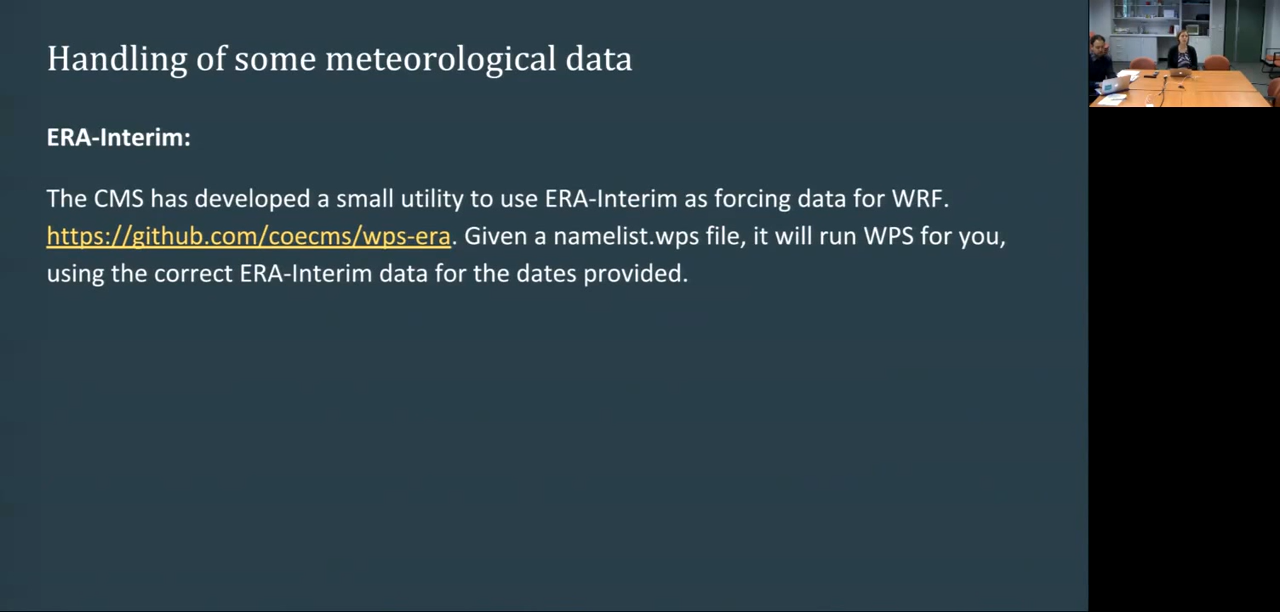 Handling of some meteorological data
ERA-Interim:
The CMS has developed a small utility to use ERA-Interim as forcing data for WRF.
https://github.com/coecms/wps-era. Given a namelist.wps file, it will run WPS for you,
using the correct ERA-Interim data for the dates provided.